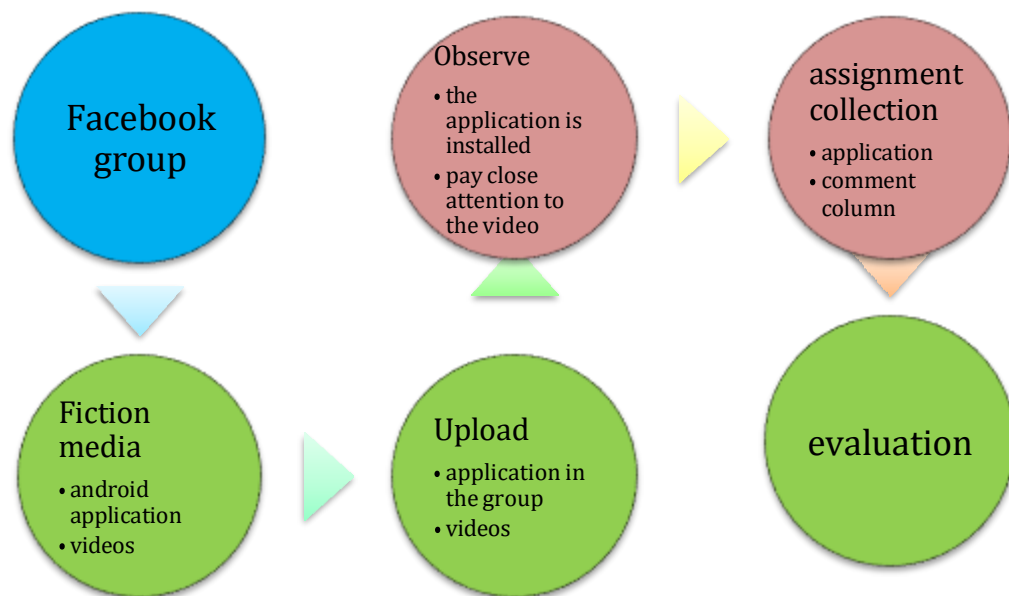 Facebook
group
Fiction
media
• android
application
• videos
Upload
• application in
the group
• videos
Observe
• the
application is
installed
• pay close
attention to
the video
assignment
collection
• application
• comment
column
evaluation